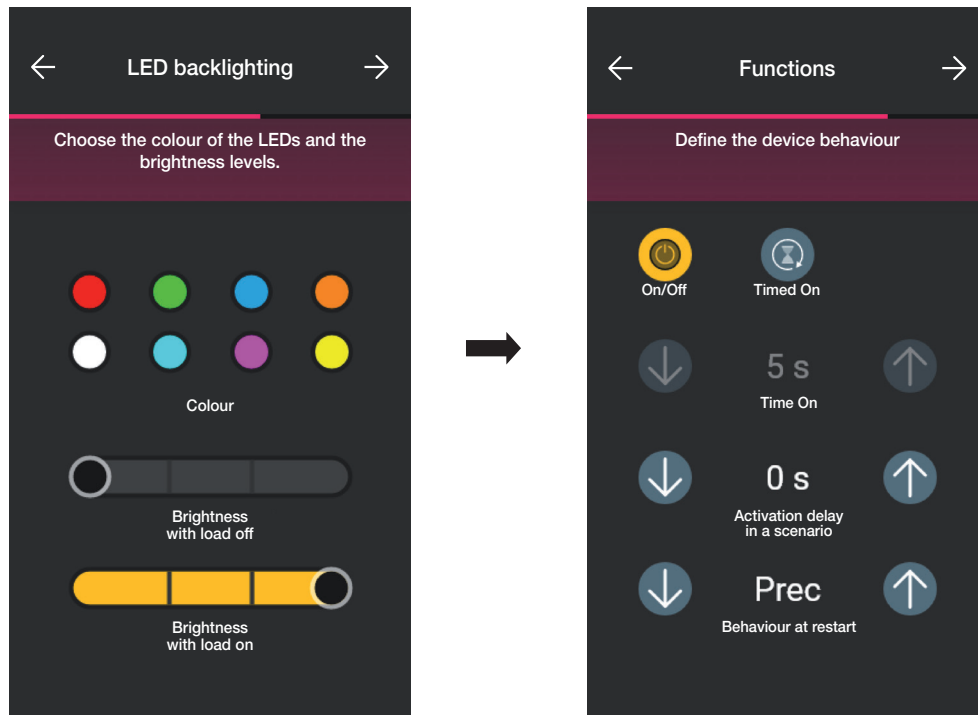 LED backlighting
Choose the colour of the LEDs and the
brightness levels.
Colour
Brightness
with load off
Brightness
with load on
Functions
Define the device behaviour
On/Off
Timed On
5 s
Time On
0 s
Activation delay
in a scenario
Prec
Behaviour at restart